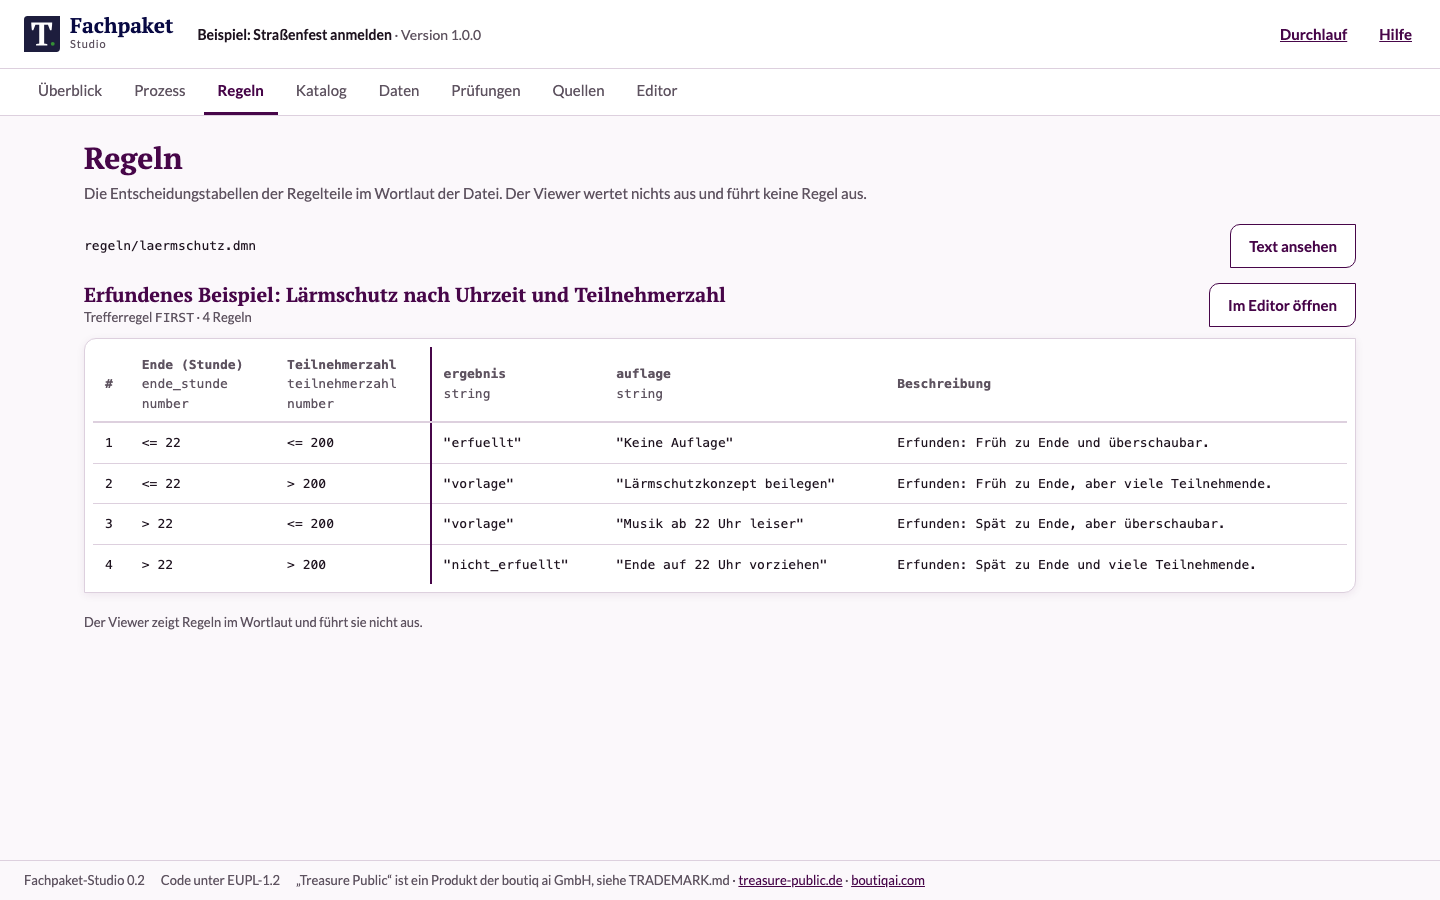 T.
Fachpaket
Studio
Beispiel: Straßenfest anmelden · Version 1.0.0
Durchlauf Hilfe
Überblick Prozess Regeln Katalog Daten Prüfungen Quellen Editor
Regeln
Die Entscheidungstabellen der Regelteile im Wortlaut der Datei. Der Viewer wertet nichts aus und führt keine Regel aus.
regeln/laermschutz.dmn
Text ansehen
Erfundenes Beispiel: Lärmschutz nach Uhrzeit und Teilnehmerzahl
Trefferregel FIRST · 4 Regeln
Im Editor öffnen
# Ende (Stunde) ende_stunde number Teilnehmerzahl teilnehmerzahl number ergebnis string auflage string Beschreibung
1 <= 22 <= 200 "erfuellt" "Keine Auflage" Erfunden: Früh zu Ende und überschaubar.
2 <= 22 > 200 "vorlage" "Lärmschutzkonzept beilegen" Erfunden: Früh zu Ende, aber viele Teilnehmende.
3 > 22 <= 200 "vorlage" "Musik ab 22 Uhr leiser" Erfunden: Spät zu Ende, aber überschaubar.
4 > 22 > 200 "nicht_erfuellt" "Ende auf 22 Uhr vorziehen" Erfunden: Spät zu Ende und viele Teilnehmende.
Der Viewer zeigt Regeln im Wortlaut und führt sie nicht aus.
Fachpaket-Studio 0.2 Code unter EUPL-1.2 „Treasure Public“ ist ein Produkt der boutiq ai GmbH, siehe TRADEMARK.md · treasure-public.de · boutiqai.com